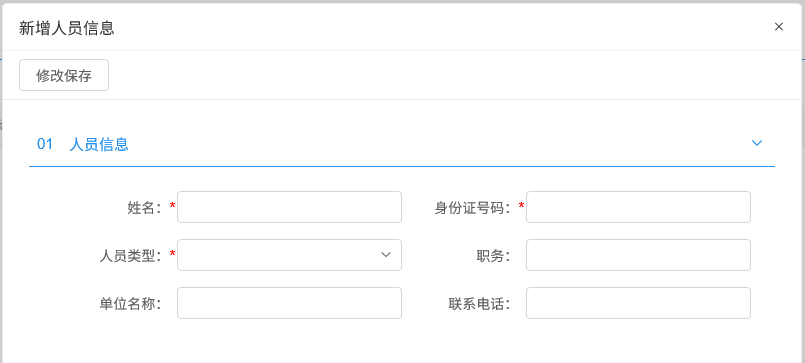 新增人员信息 ×
修改保存
01 人员信息
姓名：* 身份证号码：*
人员类型：* 职务：
单位名称： 联系电话：